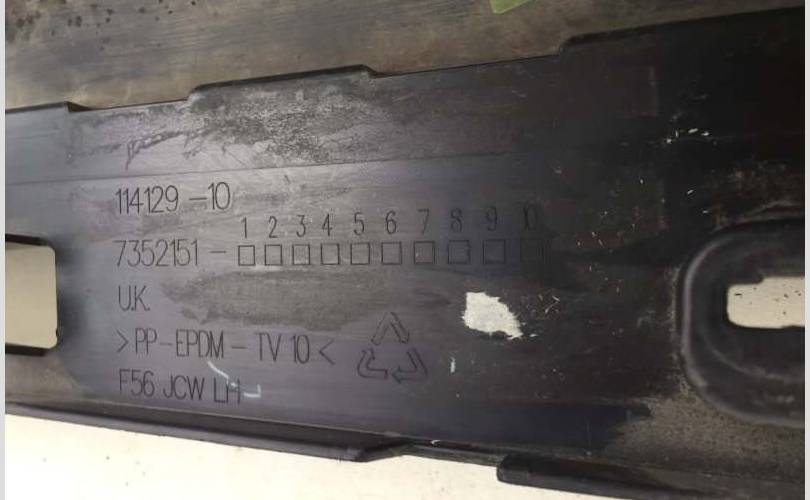 114129-10
1 2 3 4 5 6 7 8 9 10
7352151 - □ □ □ □ □ □ □ □ □ □
U.K.
>PP-EPDM-TV 10<
F56 JCW LH